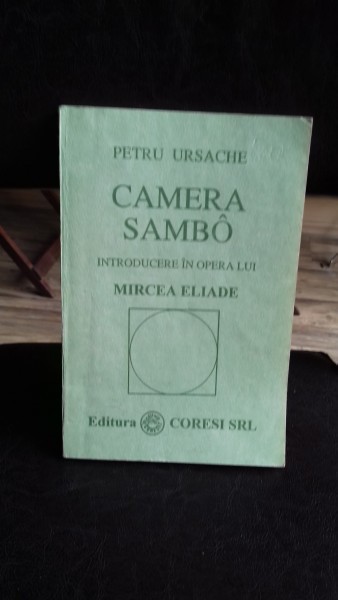 PETRU URSACHE
CAMERA
SAMBÔ
INTRODUCERE ÎN OPERA LUI
MIRCEA ELIADE
Editura CORESI SRL